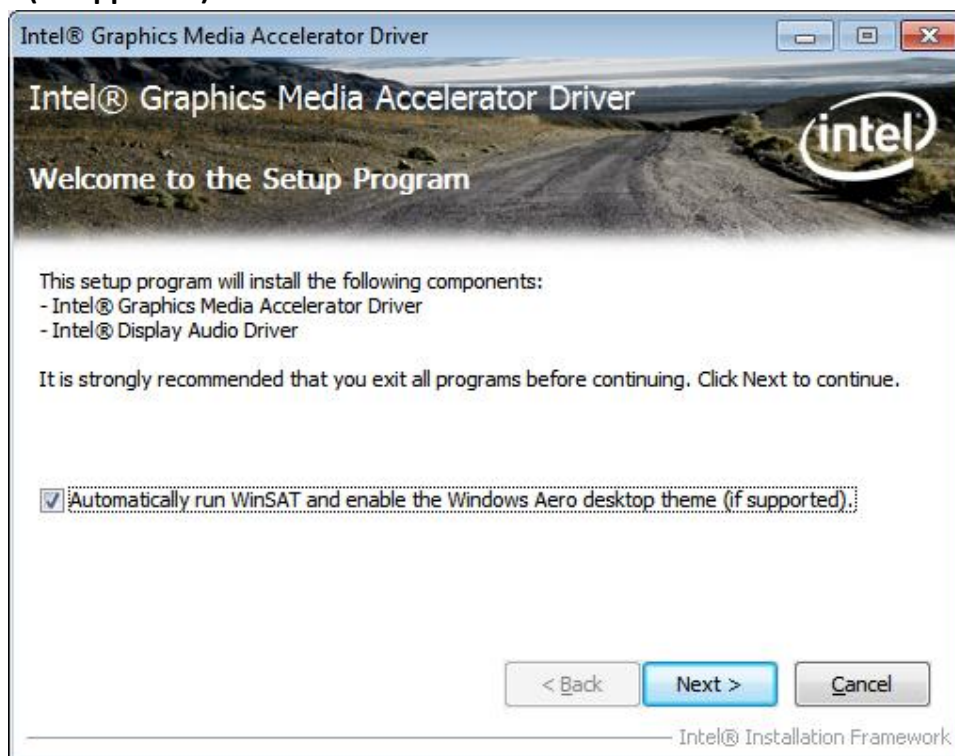 Intel® Graphics Media Accelerator Driver
Intel® Graphics Media Accelerator Driver
intel
Welcome to the Setup Program
This setup program will install the following components:
- Intel® Graphics Media Accelerator Driver
- Intel® Display Audio Driver
It is strongly recommended that you exit all programs before continuing. Click Next to continue.
Automatically run WinSAT and enable the Windows Aero desktop theme (if supported).
< Back Next > Cancel
Intel® Installation Framework